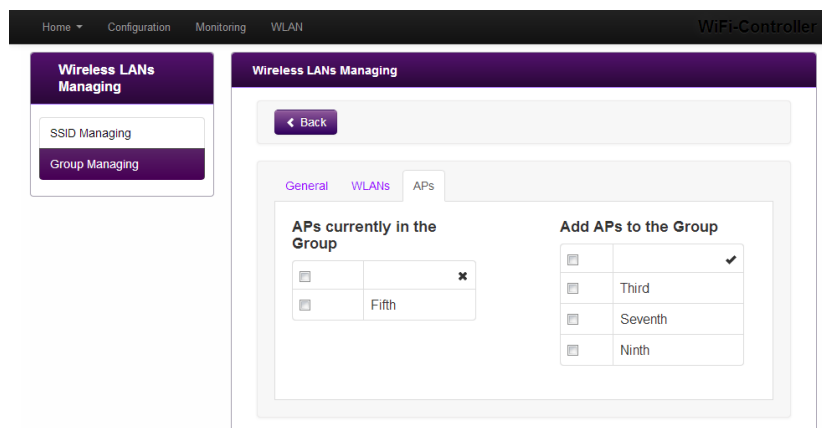 Home Configuration Monitoring WLAN WiFi-Controller
Wireless LANs
Managing
SSID Managing
Group Managing
Wireless LANs Managing
Back
General WLANs APs
APs currently in the
Group
Fifth
Add APs to the Group
Third
Seventh
Ninth